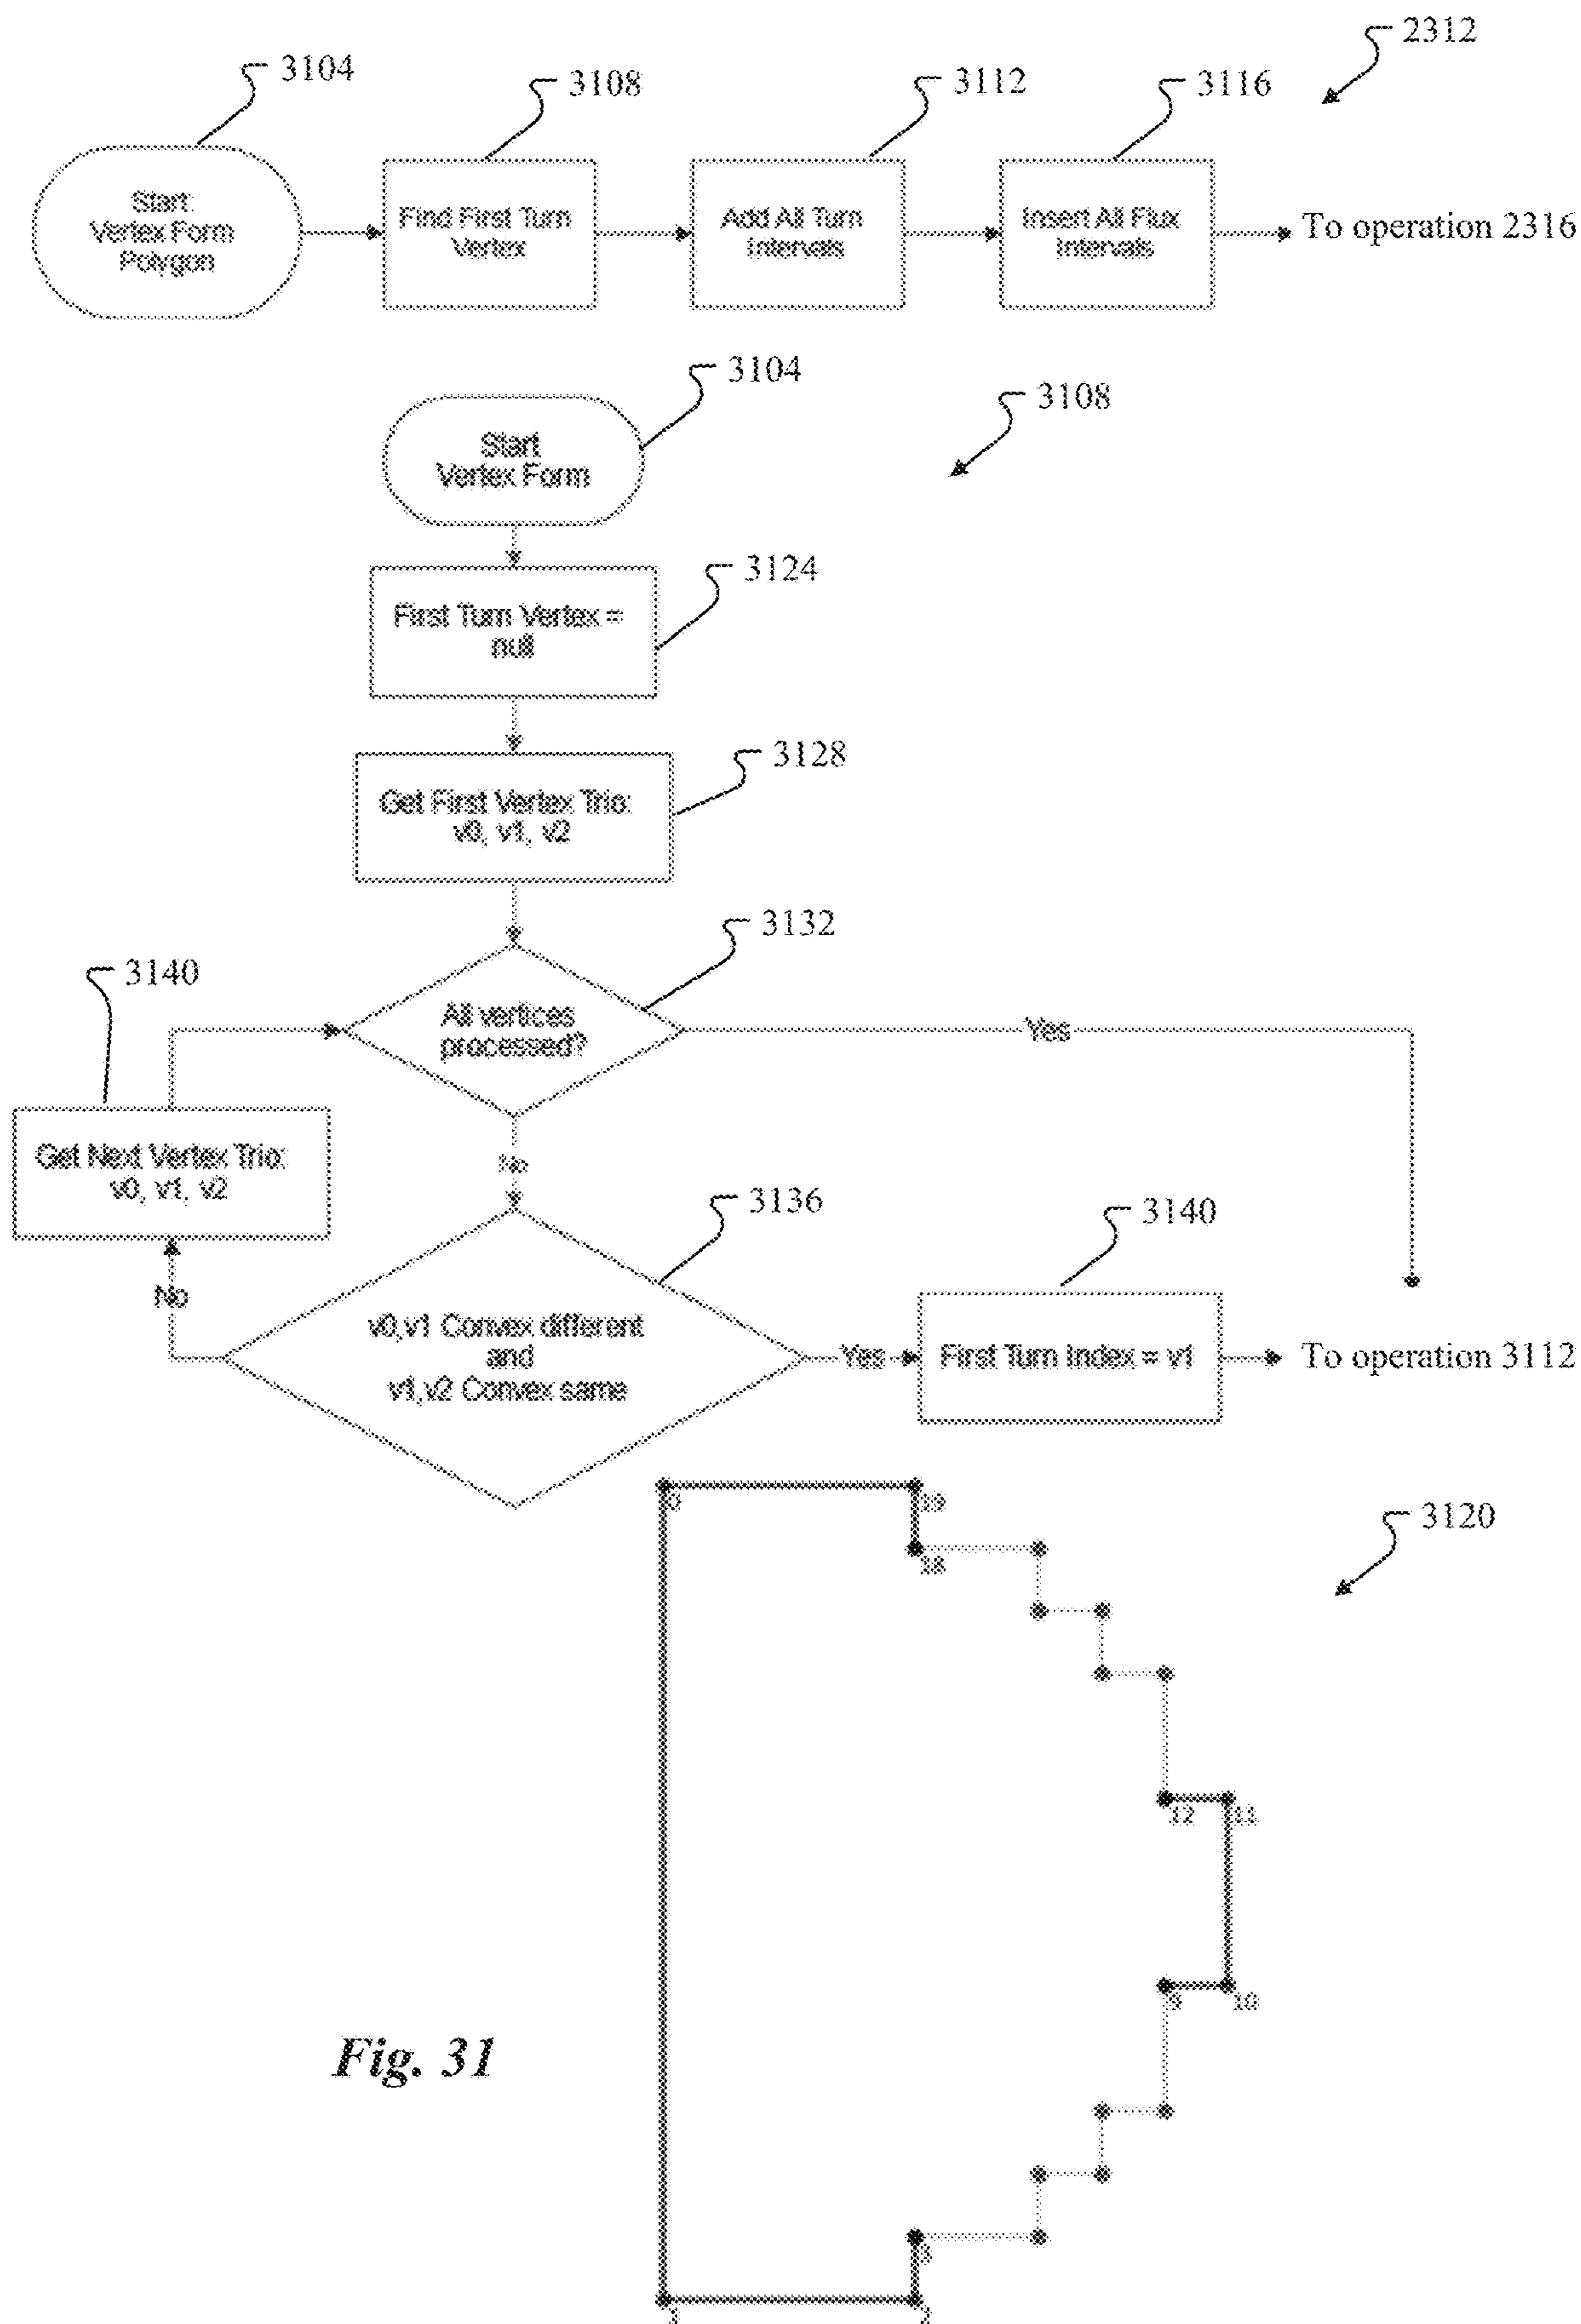 2312
3104
3108
3112
3116
Start:
Vertex Form
Polygon
Find First Turn
Vertex
Add All Turn
Intervals
Insert All Flux
Intervals
To operation 2316
3104
3108
Start
Vertex Form
3124
First Turn Vertex =
null
3128
Get First Vertex Trio:
v0, v1, v2
3132
3140
All vertices
processed?
Yes
Get Next Vertex Trio:
v0, v1, v2
No
3136
3140
No
v0,v1 Convex different
and
v1,v2 Convex same
Yes
First Turn Index = v1
To operation 3112
0
19
3120
18
12
11
9
10
Fig. 31
3
1
2